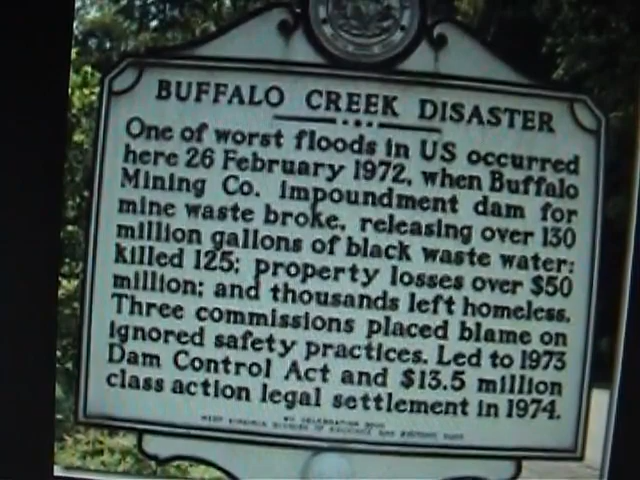 BUFFALO CREEK DISASTER
One of worst floods in US occurred
here 26 February 1972, when Buffalo
Mining Co. impoundment dam for
mine waste broke, releasing over 130
million gallons of black waste water;
killed 125; property losses over $50
million; and thousands left homeless.
Three commissions placed blame on
ignored safety practices. Led to 1973
Dam Control Act and $13.5 million
class action legal settlement in 1974.